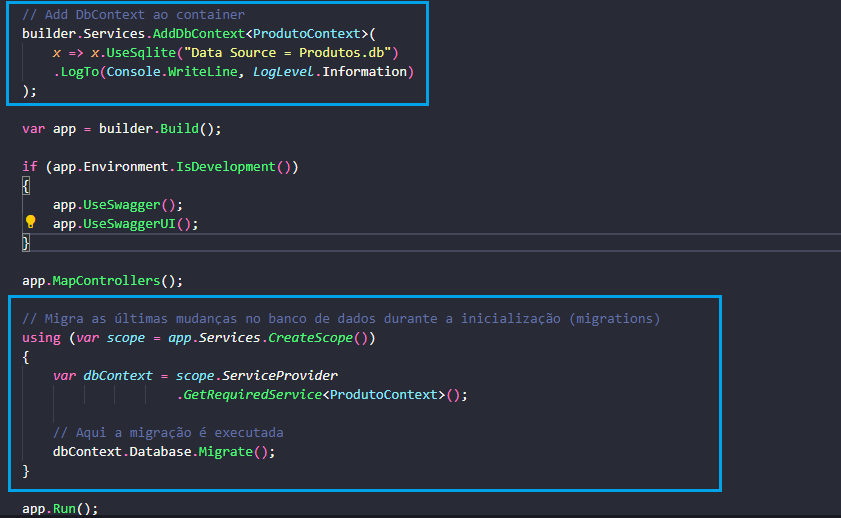 // Add DbContext ao container
builder.Services.AddDbContext<ProdutoContext>(
x => x.UseSqlite("Data Source = Produtos.db")
.LogTo(Console.WriteLine, LogLevel.Information)
);
var app = builder.Build();
if (app.Environment.IsDevelopment())
{
app.UseSwagger();
app.UseSwaggerUI();
}
app.MapControllers();
// Migra as últimas mudanças no banco de dados durante a inicialização (migrations)
using (var scope = app.Services.CreateScope())
{
var dbContext = scope.ServiceProvider
.GetRequiredService<ProdutoContext>();
// Aqui a migração é executada
dbContext.Database.Migrate();
}
app.Run();